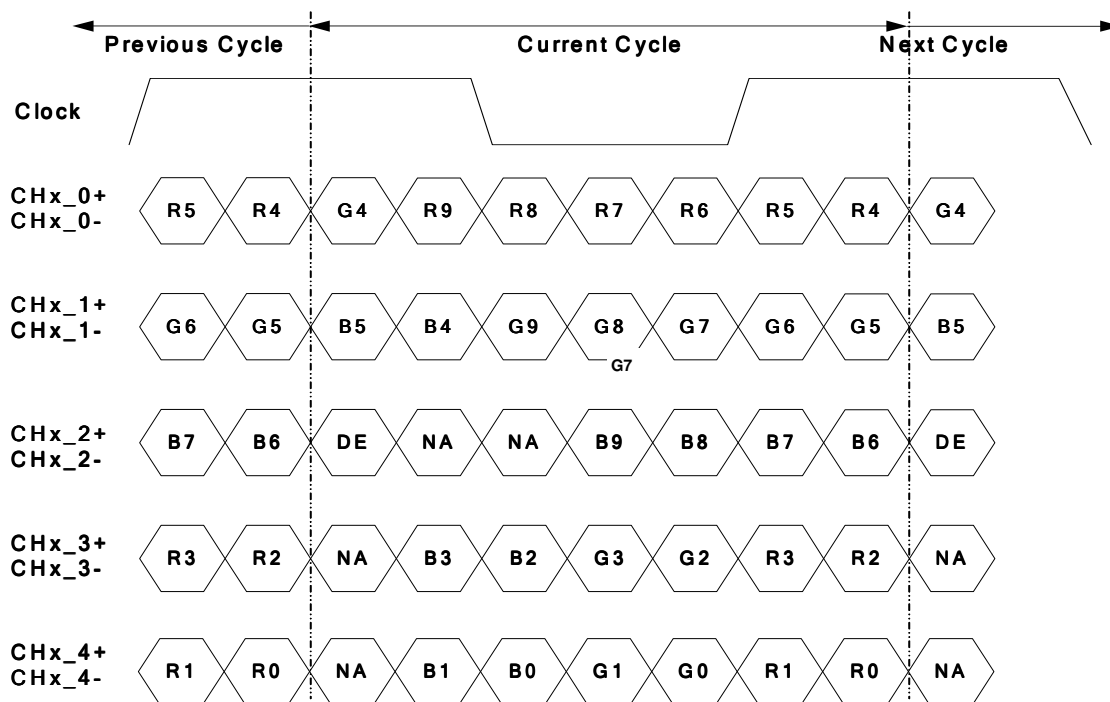 Previous Cycle Current Cycle Next Cycle
Clock
CHx_0+
CHx_0-
R5 R4 G4 R9 R8 R7 R6 R5 R4 G4
CHx_1+
CHx_1-
G6 G5 B5 B4 G9 G8 G7 G6 G5 B5
G7
CHx_2+
CHx_2-
B7 B6 DE NA NA B9 B8 B7 B6 DE
CHx_3+
CHx_3-
R3 R2 NA B3 B2 G3 G2 R3 R2 NA
CHx_4+
CHx_4-
R1 R0 NA B1 B0 G1 G0 R1 R0 NA